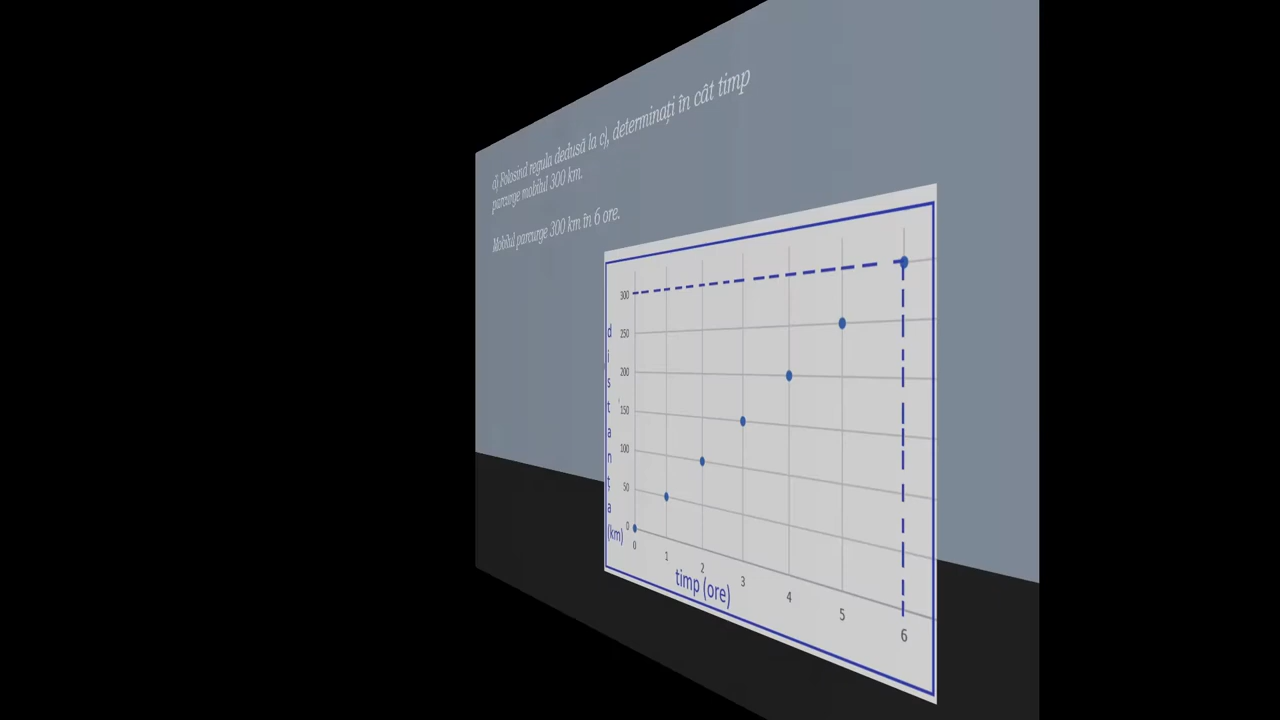 d) Folosind regula dedusă la c), determinați în cât timp
parcurge mobilul 300 km.
Mobilul parcurge 300 km în 6 ore.
300
250
200
150
100
50
0
distanța
(km)
0 1 2 3 4 5 6
timp (ore)